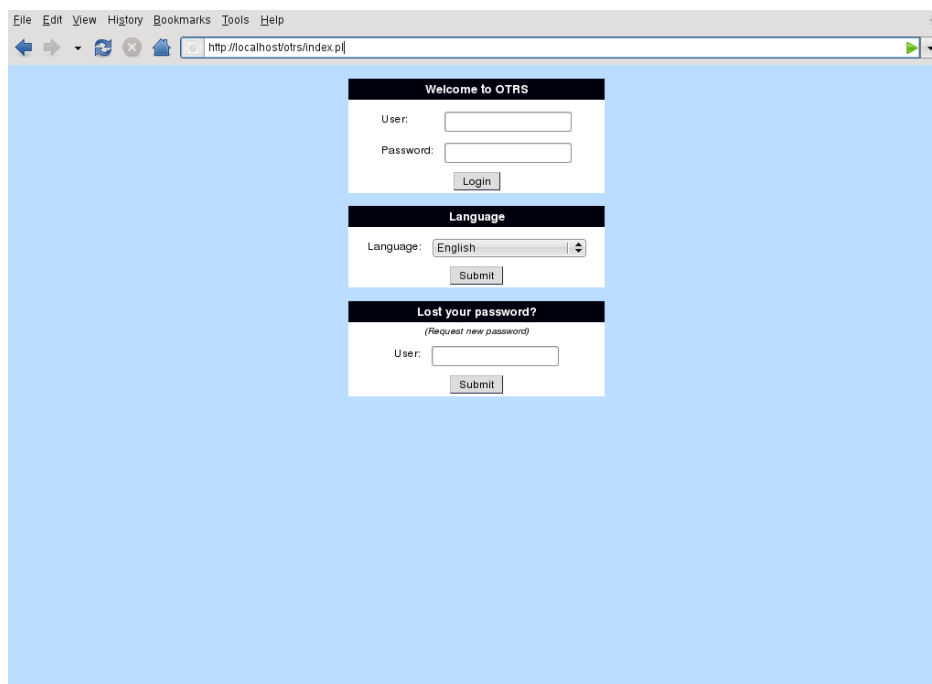 File Edit View History Bookmarks Tools Help
http://localhost/otrs/index.pl
Welcome to OTRS
User:
Password:
Login
Language
Language: English
Submit
Lost your password?
(Request new password)
User:
Submit